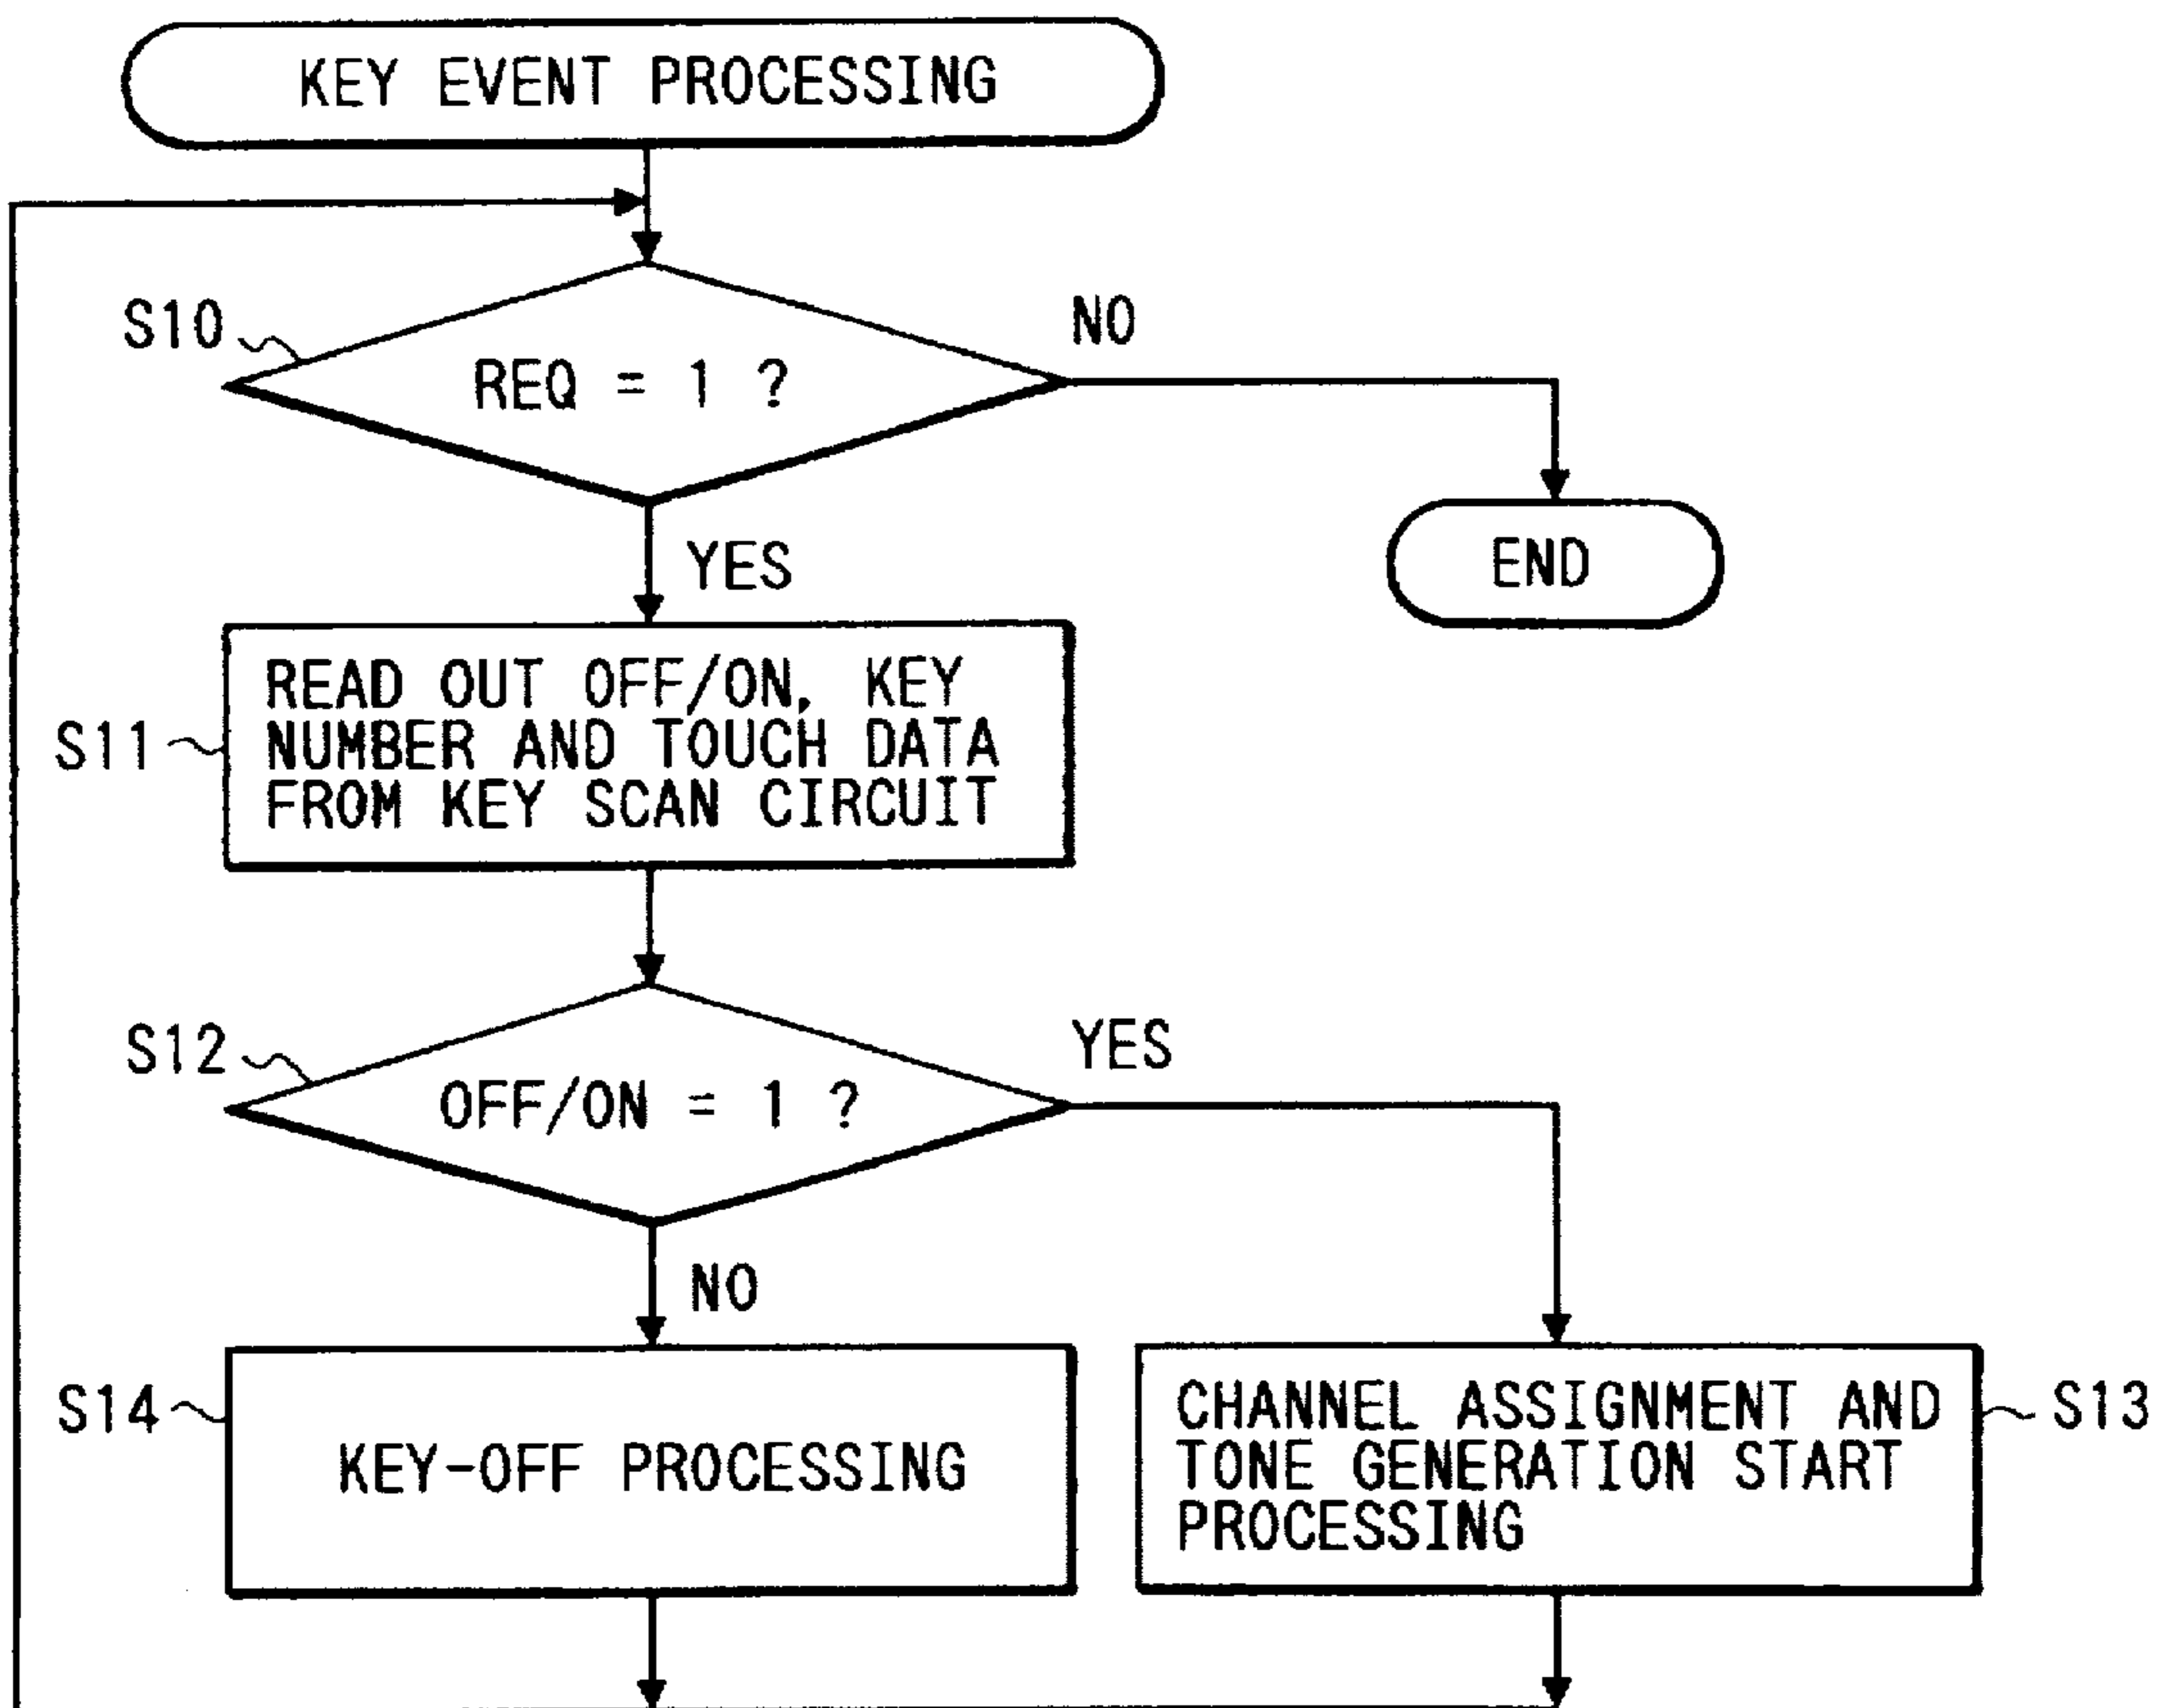 KEY EVENT PROCESSING
S10
REQ = 1 ?
NO
END
YES
S11
READ OUT OFF/ON, KEY
NUMBER AND TOUCH DATA
FROM KEY SCAN CIRCUIT
S12
OFF/ON = 1 ?
YES
NO
S14
KEY-OFF PROCESSING
CHANNEL ASSIGNMENT AND
TONE GENERATION START
PROCESSING
S13